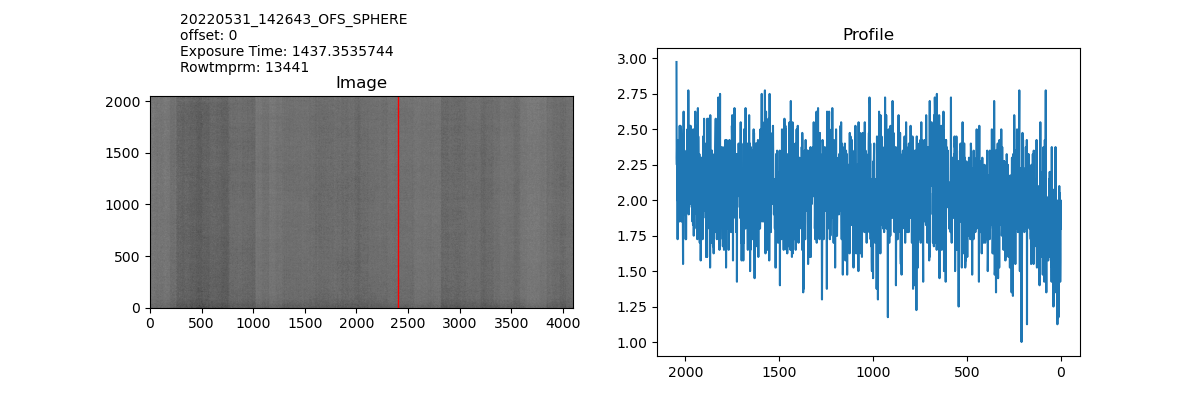 20220531_142643_OFS_SPHERE
offset: 0
Exposure Time: 1437.3535744
Rowtmprm: 13441
Image
2000
1500
1000
500
0
0 500 1000 1500 2000 2500 3000 3500 4000
Profile
3.00
2.75
2.50
2.25
2.00
1.75
1.50
1.25
1.00
2000 1500 1000 500 0